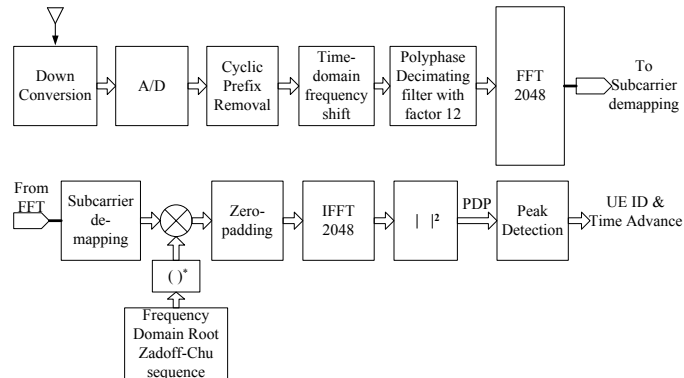 Down
Conversion
A/D
Cyclic
Prefix
Removal
Time-
domain
frequency
shift
Polyphase
Decimating
filter with
factor 12
FFT
2048
To
Subcarrier
demapping
From
FFT
Subcarrier
de-
mapping
Zero-
padding
IFFT
2048
| |²
PDP
Peak
Detection
UE ID &
Time Advance
( )*
Frequency
Domain Root
Zadoff-Chu
sequence